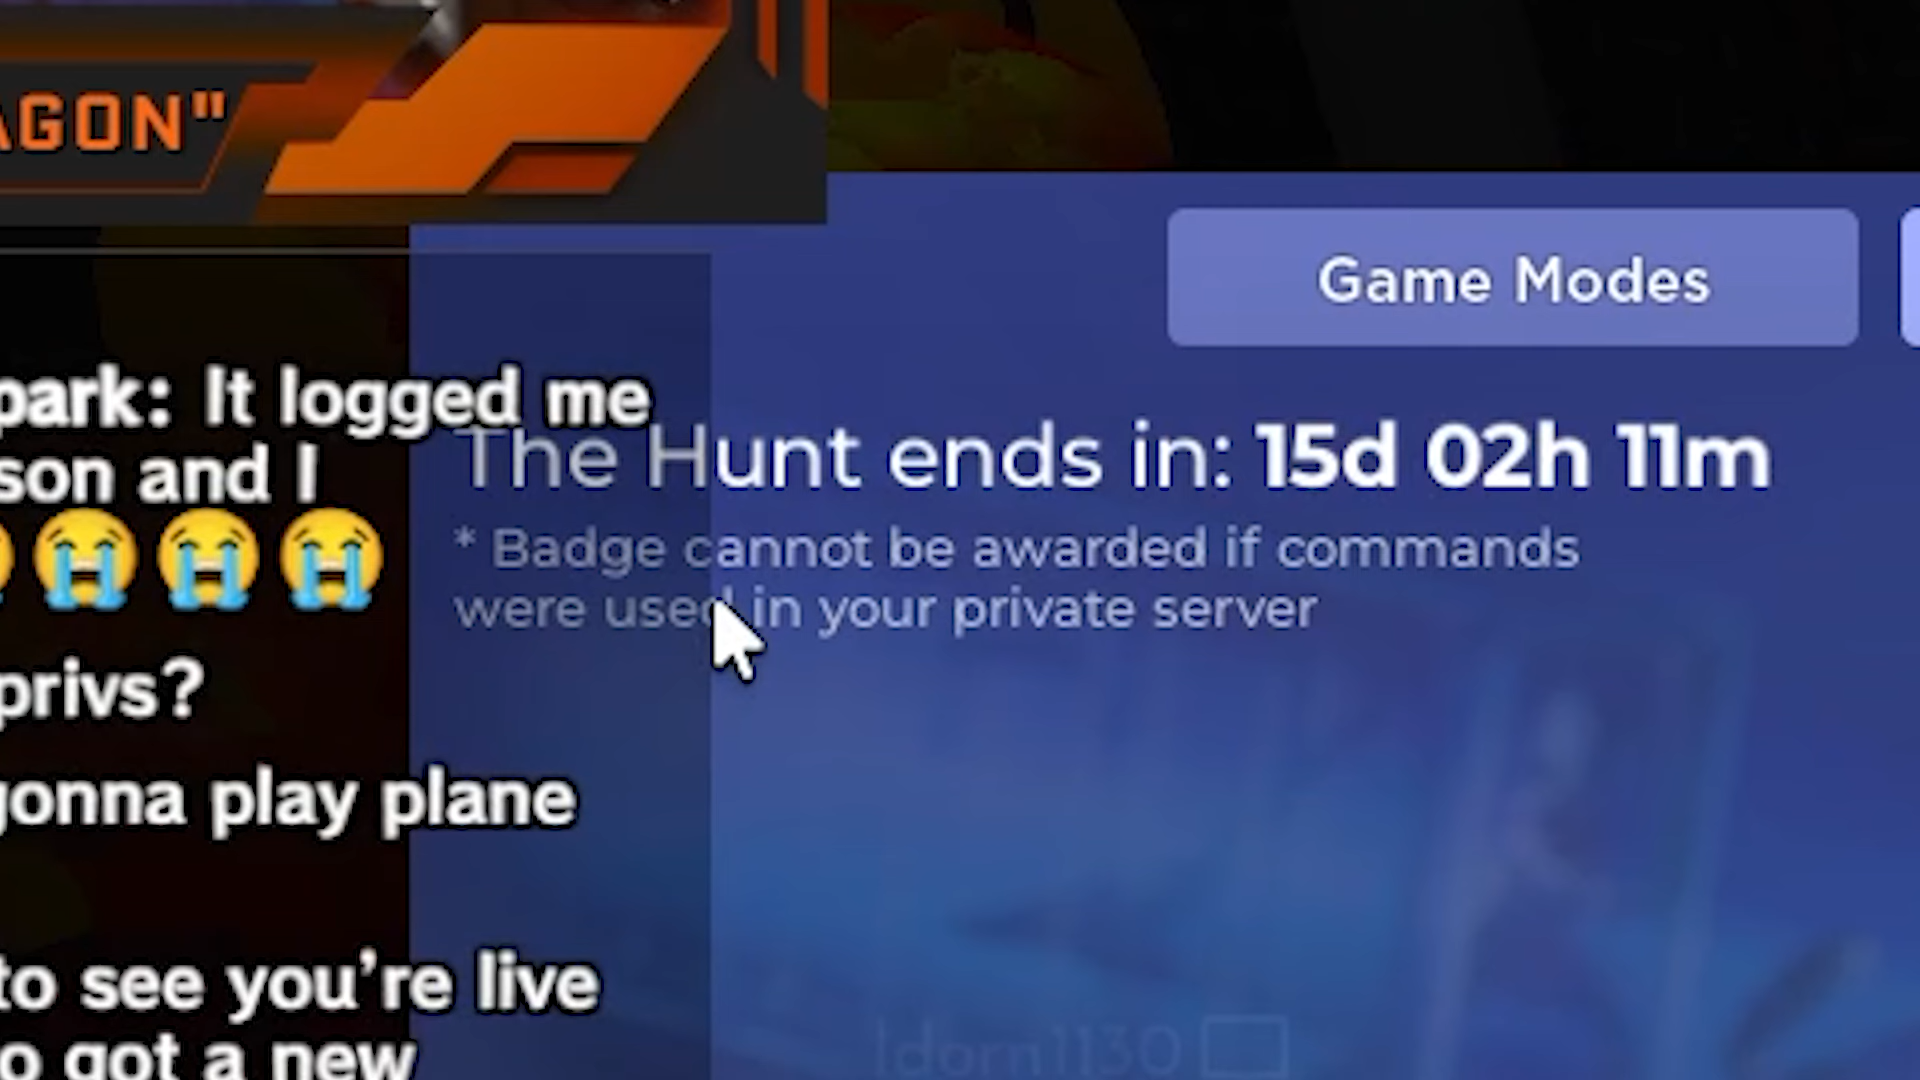 AGON"
Game Modes
park: It logged me
son and I
😭😭😭
The Hunt ends in: 15d 02h 11m
* Badge cannot be awarded if commands
were used in your private server
privs?
gonna play plane
to see you’re live
o got a new
ldorn1130